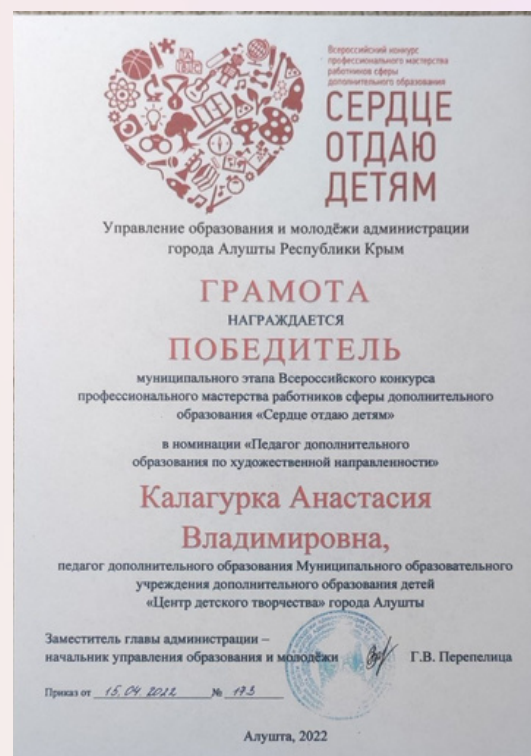 Всероссийский конкурс
профессионального мастерства
работников сферы
дополнительного образования
СЕРДЦЕ
ОТДАЮ
ДЕТЯМ
Управление образования и молодёжи администрации
города Алушты Республики Крым
ГРАМОТА
НАГРАЖДАЕТСЯ
ПОБЕДИТЕЛЬ
муниципального этапа Всероссийского конкурса
профессионального мастерства работников сферы дополнительного
образования «Сердце отдаю детям»
в номинации «Педагог дополнительного
образования по художественной направленности»
Калагурка Анастасия
Владимировна,
педагог дополнительного образования Муниципального образовательного
учреждения дополнительного образования детей
«Центр детского творчества» города Алушты
Заместитель главы администрации –
начальник управления образования и молодёжи Г.В. Перепелица
Приказ от 15.04.2022 № 173
Алушта, 2022